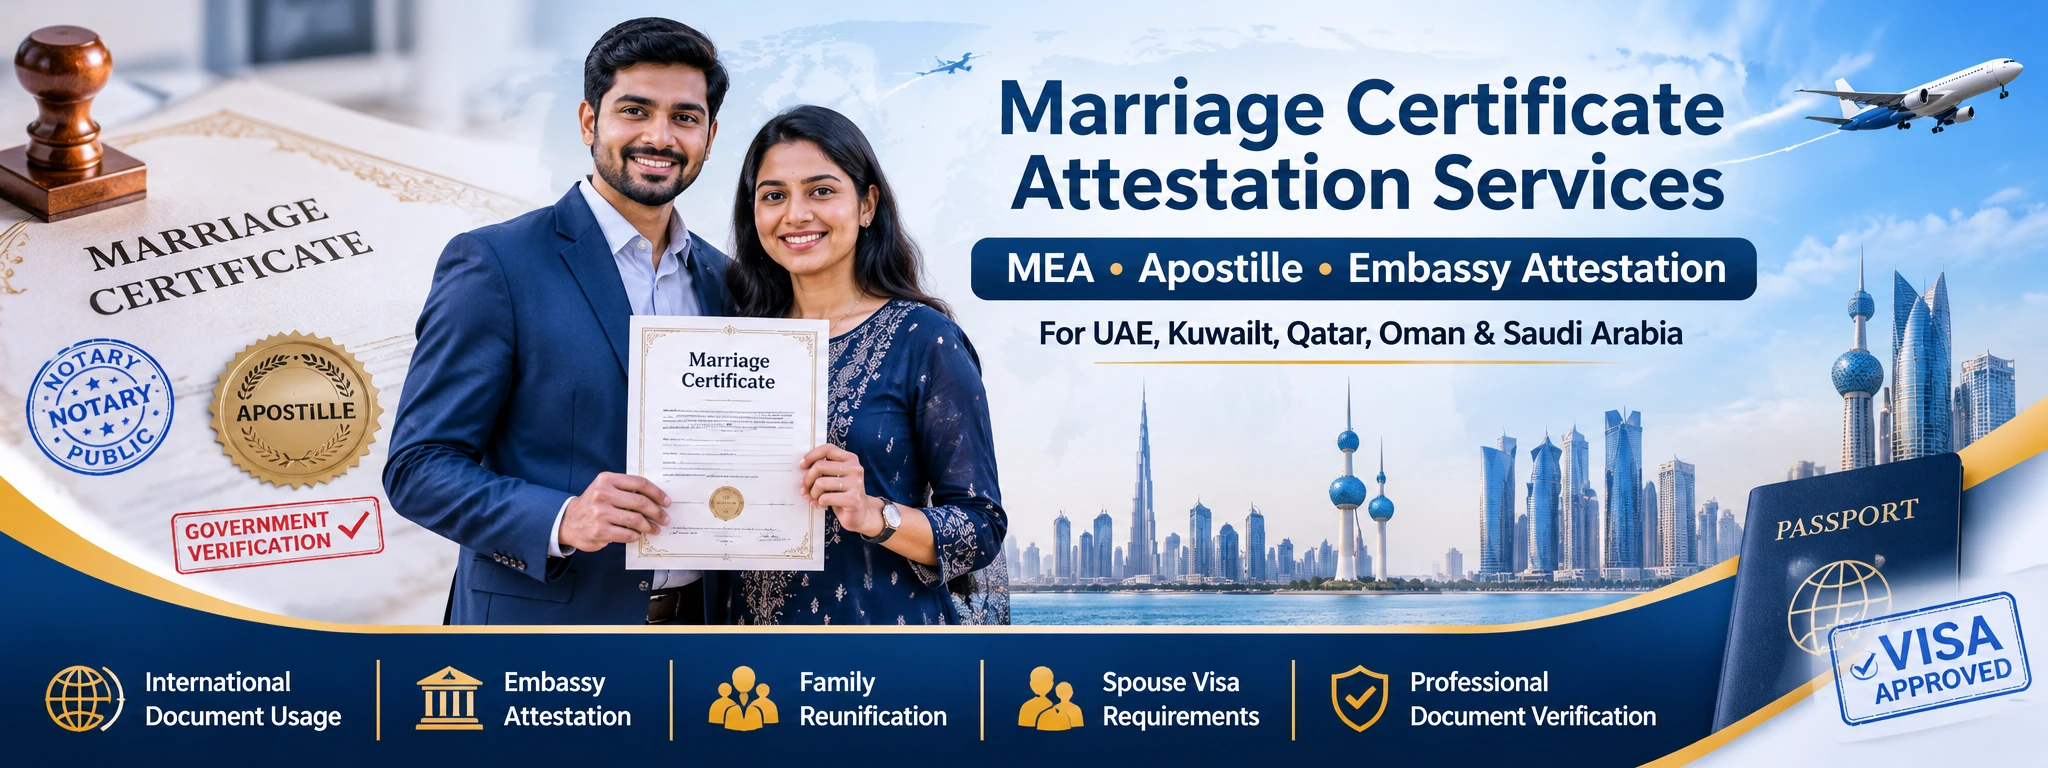 MARRIAGE
CERTIFICATE
NOTARY
NOTARY
PUBLIC
APOSTiLLE
GOVERNMENT
VERIFICATION
Marriage
Certificate
Marriage Certificate
Attestation Services
MEA • Apostille • Embassy Attestation
For UAE, Kuwailt, Qatar, Oman & Saudi Arabia
PASSPORT
VISA
APPROVED
International
Document Usage
Embassy
Attestation
Family
Reunification
Spouse Visa
Requirements
Professional
Document Verification